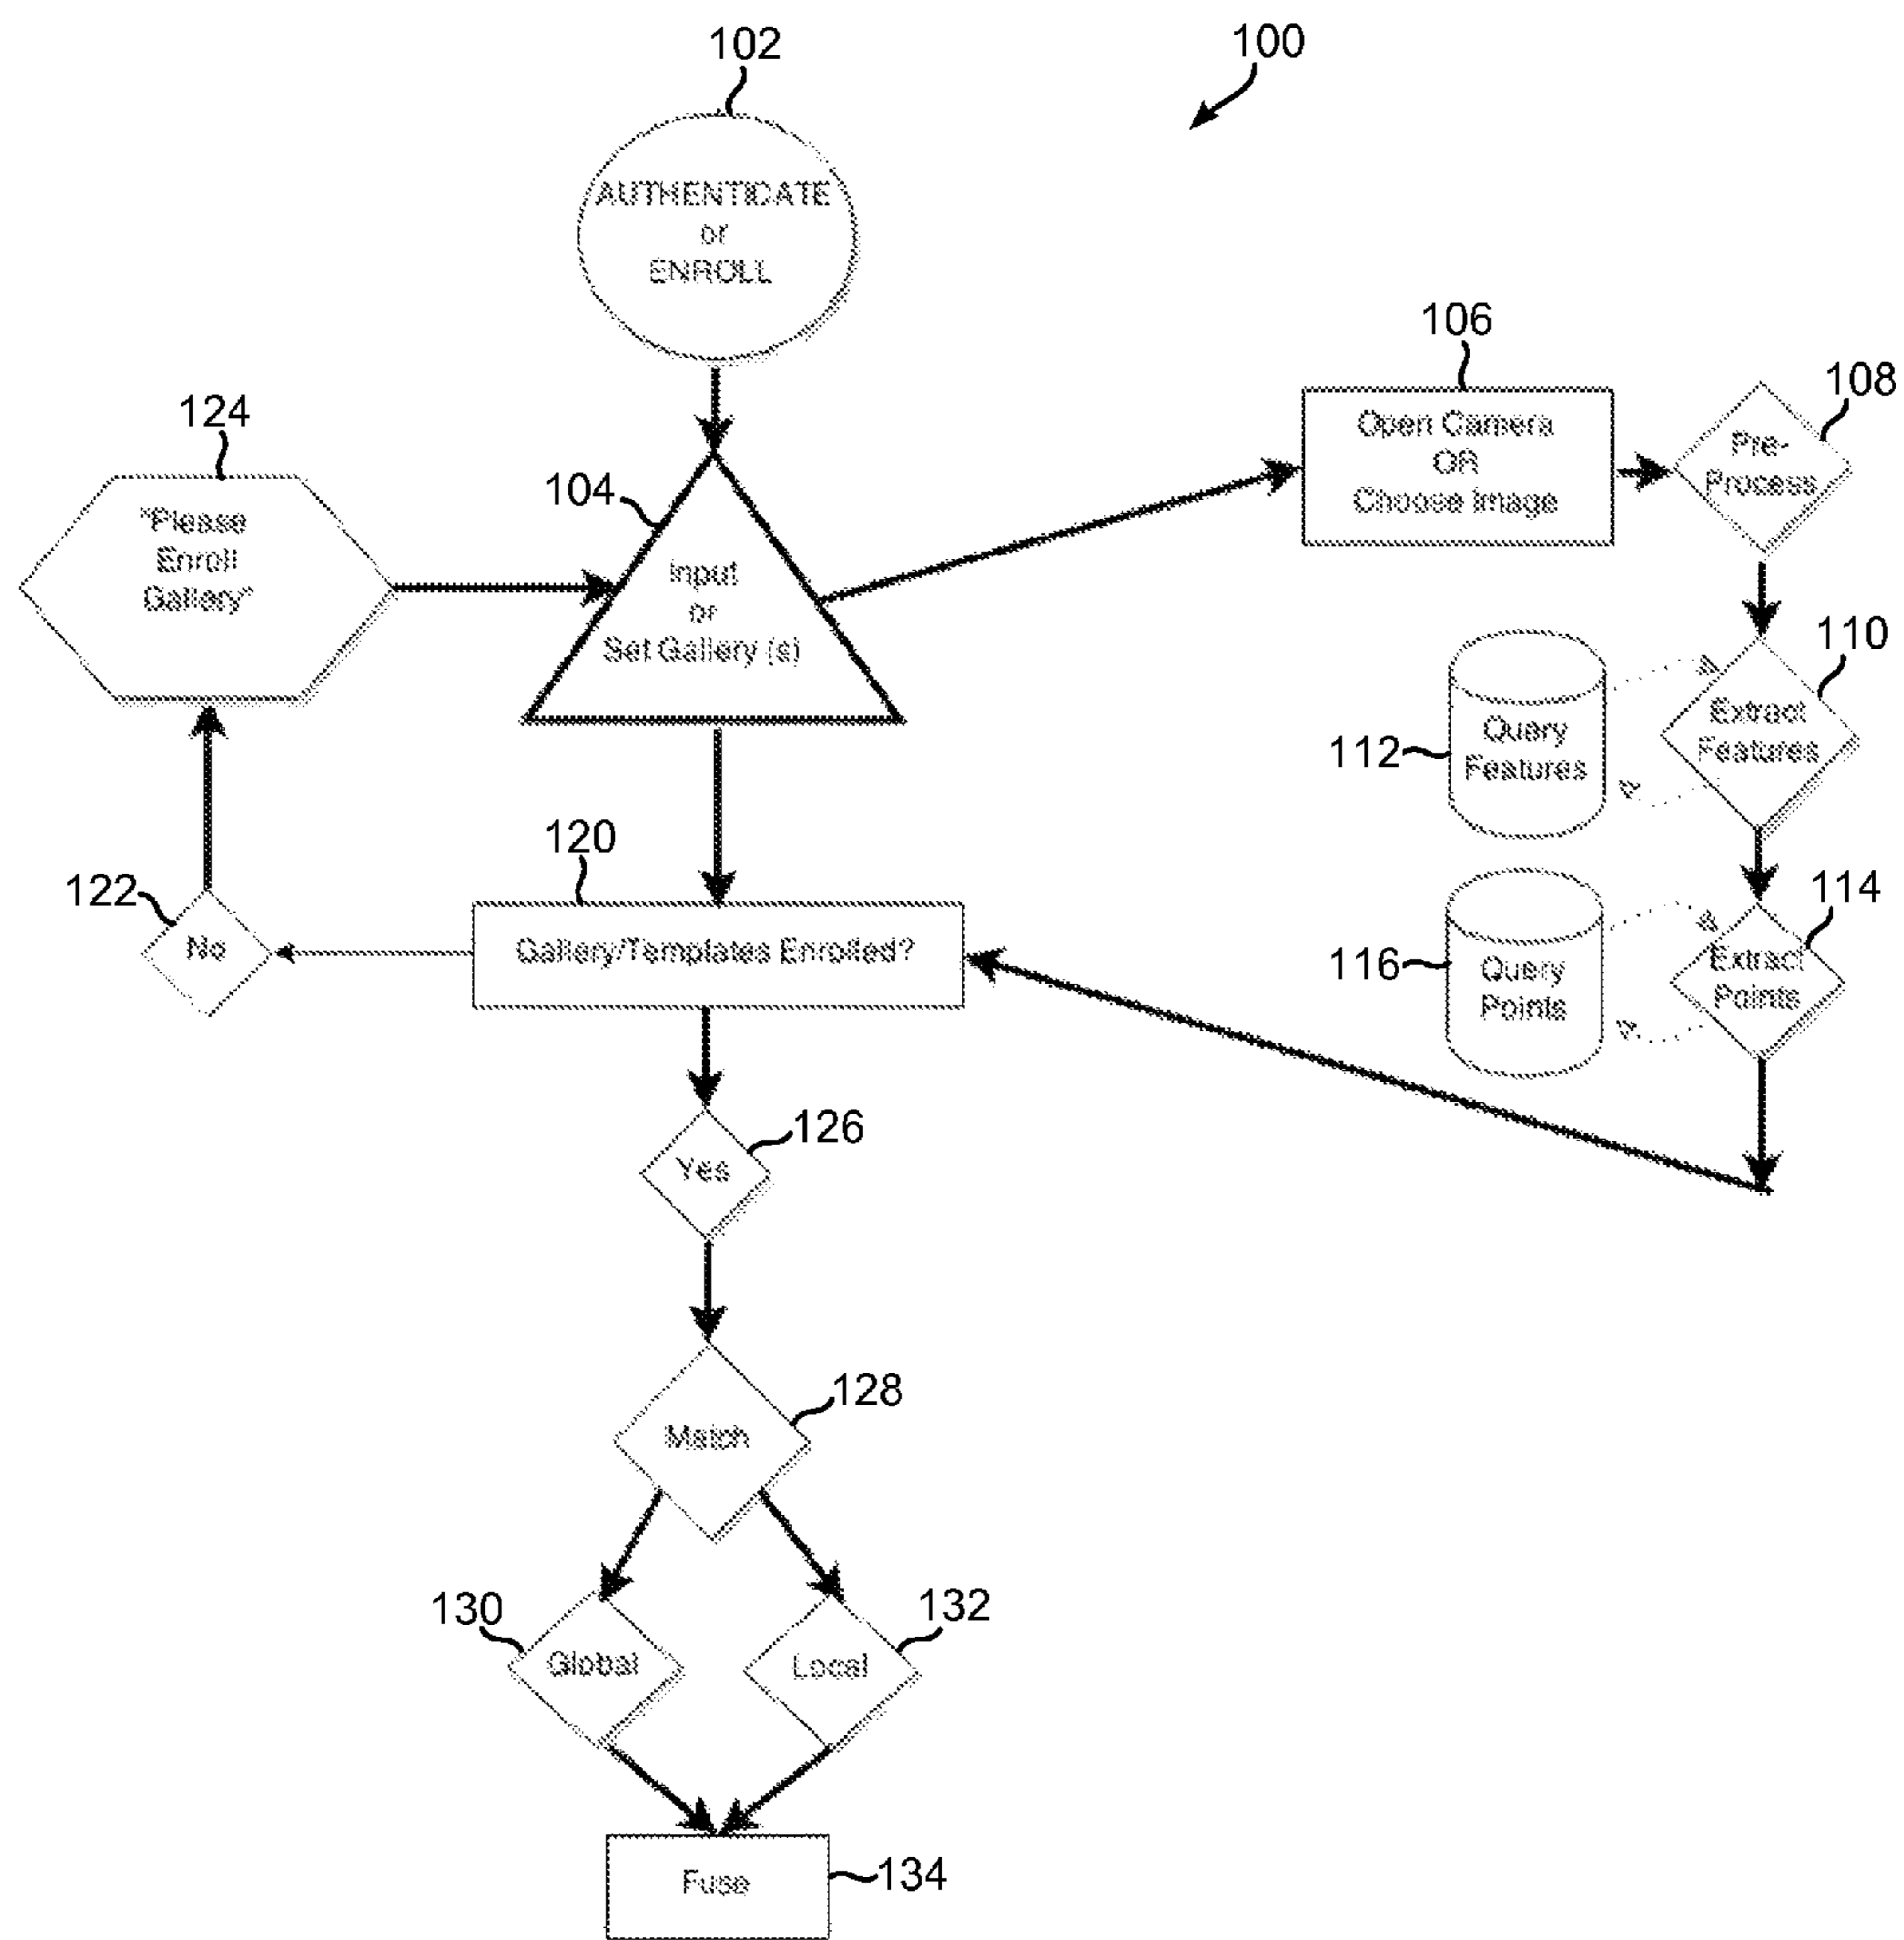 102
100
AUTHENTICATE
or
ENROLL
106
Open Camera
OR
Choose Image
108
Pre-
Process
124
"Please
Enroll
Gallery"
104
Input
or
Set Gallery (s)
110
Extract
Features
112
Query
Features
114
Extract
Points
116
Query
Points
120
Gallery/Templates Enrolled?
122
No
126
Yes
128
Match
130
Global
132
Local
Fuse
134